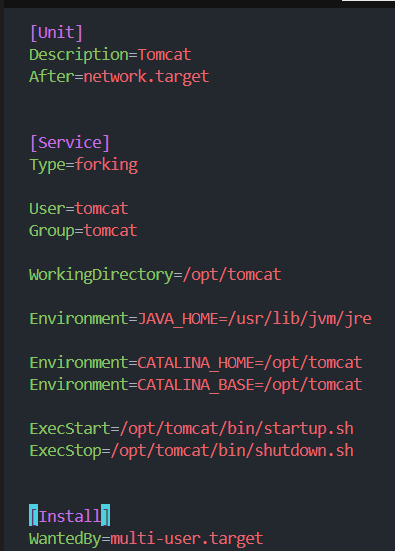 [Unit]
Description=Tomcat
After=network.target
[Service]
Type=forking
User=tomcat
Group=tomcat
WorkingDirectory=/opt/tomcat
Environment=JAVA_HOME=/usr/lib/jvm/jre
Environment=CATALINA_HOME=/opt/tomcat
Environment=CATALINA_BASE=/opt/tomcat
ExecStart=/opt/tomcat/bin/startup.sh
ExecStop=/opt/tomcat/bin/shutdown.sh
[Install]
WantedBy=multi-user.target